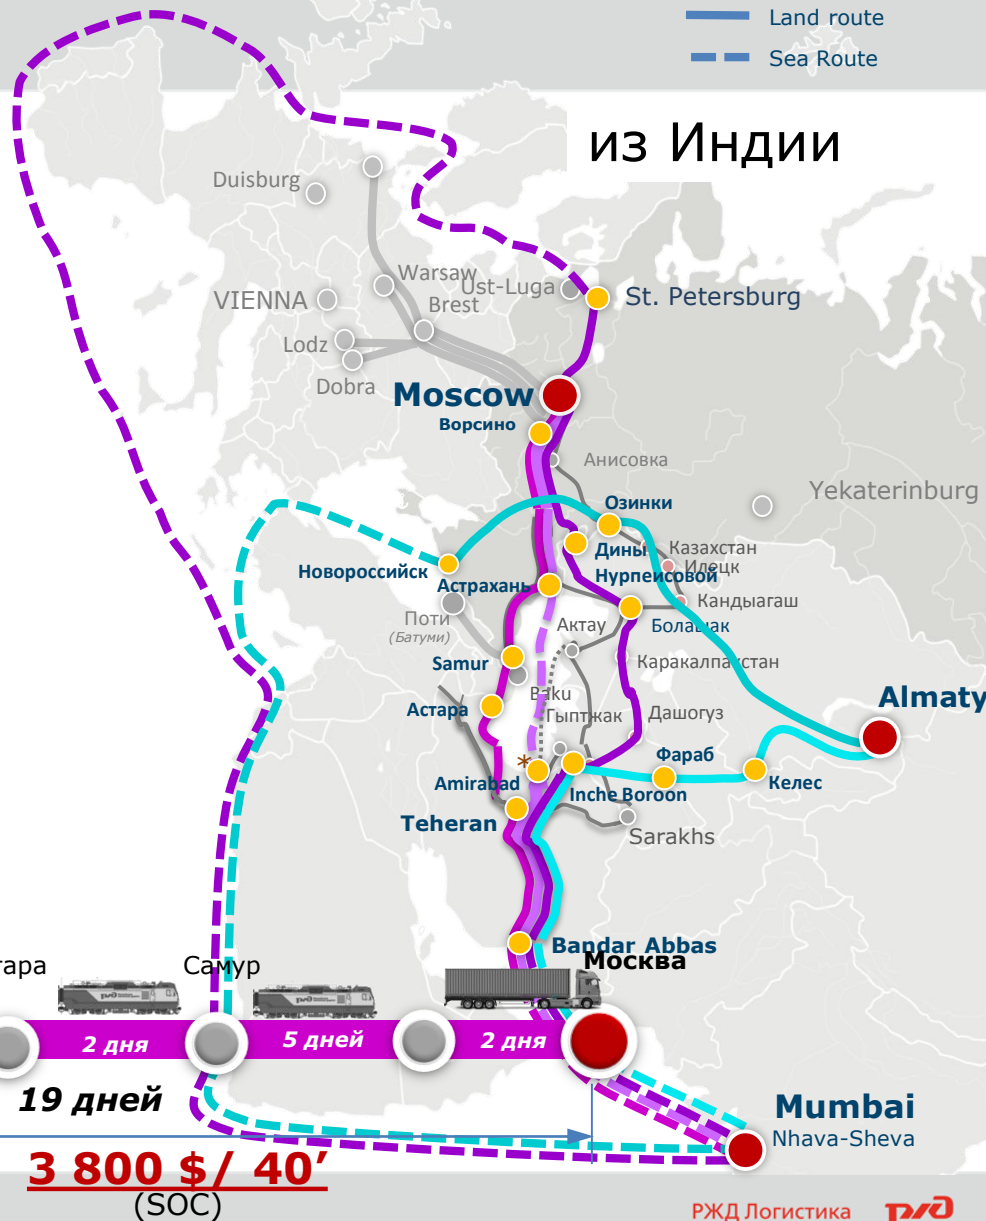 Land route
Sea Route
из Индии
Duisburg
Warsaw
Ust-Luga
VIENNA
Brest
St. Petersburg
Lodz
Dobra
Moscow
Ворсино
Анисовка
Yekaterinburg
Озинки
Дины
Нурпеисовой
Казахстан
Илецк
Новороссийск
Астрахань
Кандыагаш
Поти
(Батуми)
Актау
Болашак
Samur
Каракалпакстан
Baku
Almaty
Астара
Гыптжак
Дашогуз
*
Фараб
Amirabad
Келес
Inche Boroon
Teheran
Sarakhs
Bandar Abbas
Самур
Москва
2 дня
5 дней
2 дня
19 дней
Mumbai
Nhava-Sheva
3 800 $/ 40’
(SOC)
РЖД Логистика